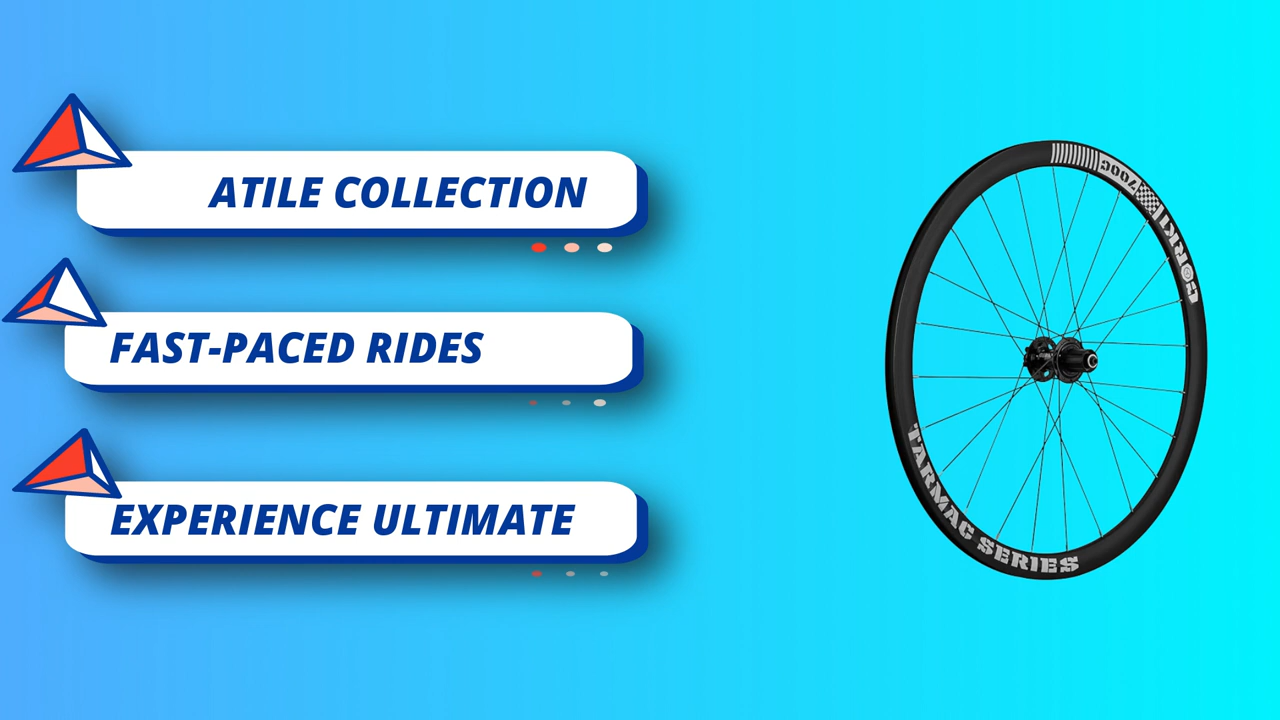 ATILE COLLECTION
FAST-PACED RIDES
EXPERIENCE ULTIMATE
700C
TARMAC SERIES